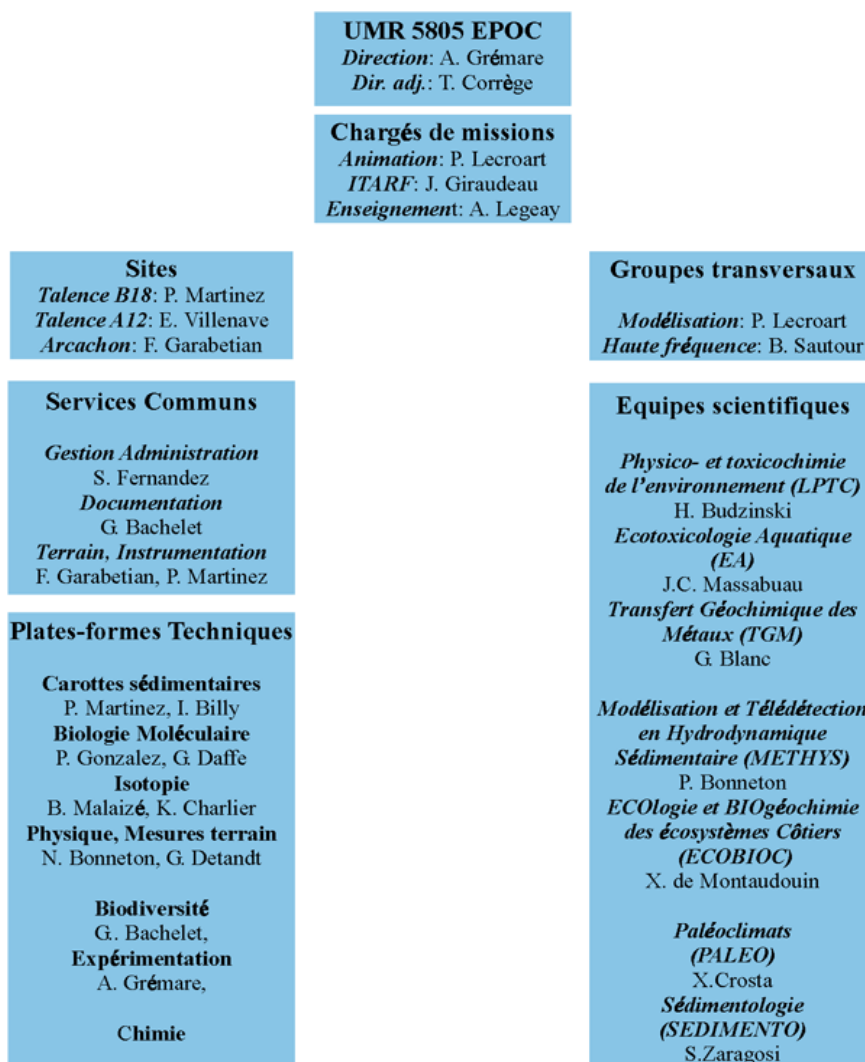 UMR 5805 EPOC
Direction: A. Grémare
Dir. adj.: T. Corrège
Chargés de missions
Animation: P. Lecroart
ITARF: J. Giraudeau
Enseignement: A. Legeay
Sites
Talence B18: P. Martinez
Talence A12: E. Villenave
Arcachon: F. Garabetian
Services Communs
Gestion Administration
S. Fernandez
Documentation
G. Bachelet
Terrain, Instrumentation
F. Garabetian, P. Martinez
Plates-formes Techniques
Carottes sédimentaires
P. Martinez, I. Billy
Biologie Moléculaire
P. Gonzalez, G. Daffe
Isotopie
B. Malaizé, K. Charlier
Physique, Mesures terrain
N. Bonneton, G. Detandt
Biodiversité
G.. Bachelet,
Expérimentation
A. Grémare,
Chimie
Groupes transversaux
Modélisation: P. Lecroart
Haute fréquence: B. Sautour
Equipes scientifiques
Physico- et toxicochimie
de l'environnement (LPTC)
H. Budzinski
Ecotoxicologie Aquatique
(EA)
J.C. Massabuau
Transfert Géochimique des
Métaux (TGM)
G. Blanc
Modélisation et Télédétection
en Hydrodynamique
Sédimentaire (METHYS)
P. Bonneton
ECOlogie et BIOgéochimie
des écosystèmes Côtiers
(ECOBIOC)
X. de Montaudouin
Paléoclimats
(PALEO)
X.Crosta
Sédimentologie
(SEDIMENTO)
S.Zaragosi